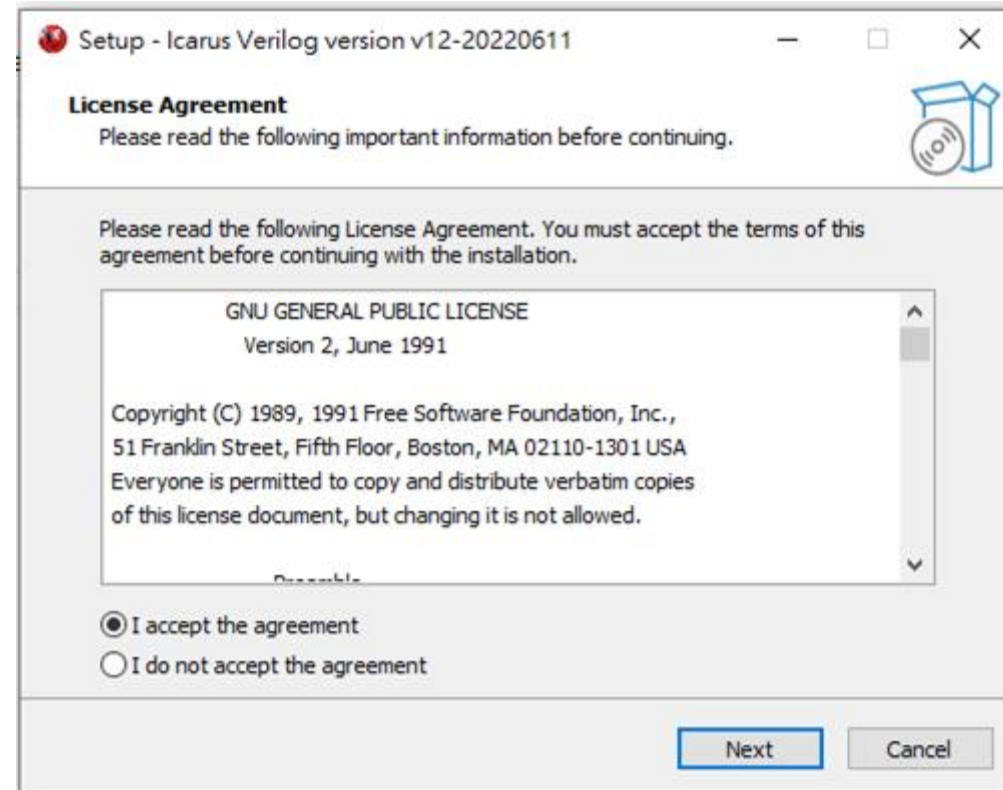 Setup - Icarus Verilog version v12-20220611
License Agreement
Please read the following important information before continuing.
Please read the following License Agreement. You must accept the terms of this
agreement before continuing with the installation.
GNU GENERAL PUBLIC LICENSE
Version 2, June 1991
Copyright (C) 1989, 1991 Free Software Foundation, Inc.,
51 Franklin Street, Fifth Floor, Boston, MA 02110-1301 USA
Everyone is permitted to copy and distribute verbatim copies
of this license document, but changing it is not allowed.
I accept the agreement
I do not accept the agreement
Next
Cancel